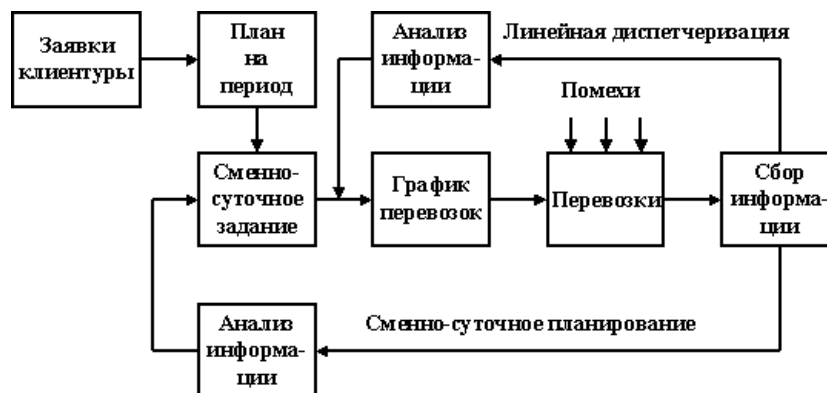 Заявки
клиентуры
План
на
период
Анализ
информа-
ции
Линейная диспетчеризация
Помехи
Сменно-
суточное
задание
График
перевозок
Перевозки
Сбор
информа-
ции
Анализ
информа-
ции
Сменно-суточное планирование